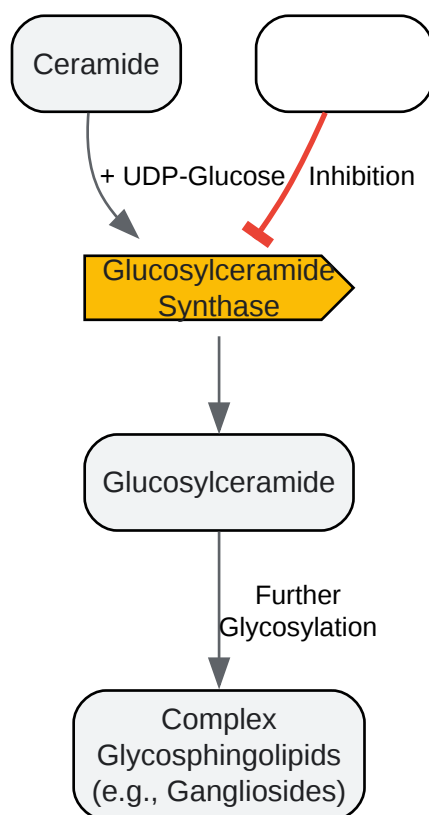 Ceramide
+ UDP-Glucose
Inhibition
Glucosylceramide
Synthase
Glucosylceramide
Further
Glycosylation
Complex
Glycosphingolipids
(e.g., Gangliosides)